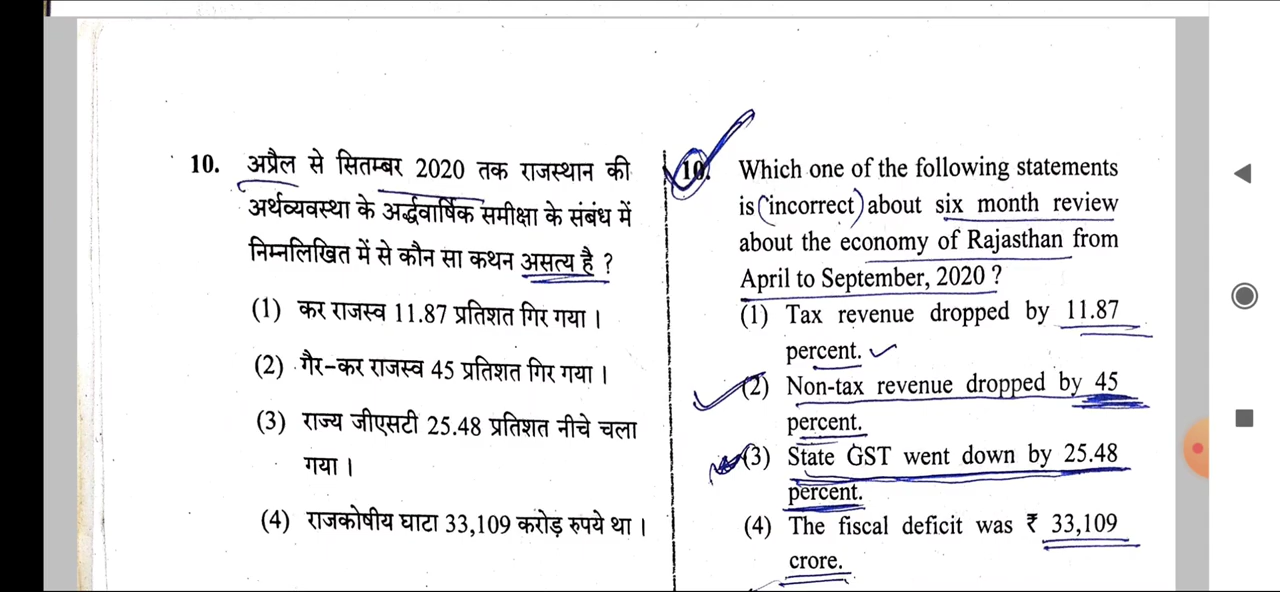 10. अप्रैल से सितम्बर 2020 तक राजस्थान की
अर्थव्यवस्था के अर्द्धवार्षिक समीक्षा के संबंध में
निम्नलिखित में से कौन सा कथन असत्य है ?
(1) कर राजस्व 11.87 प्रतिशत गिर गया ।
(2) गैर-कर राजस्व 45 प्रतिशत गिर गया ।
(3) राज्य जीएसटी 25.48 प्रतिशत नीचे चला
गया ।
(4) राजकोषीय घाटा 33,109 करोड़ रुपये था ।
10. Which one of the following statements
is incorrect about six month review
about the economy of Rajasthan from
April to September, 2020 ?
(1) Tax revenue dropped by 11.87
percent.
(2) Non-tax revenue dropped by 45
percent.
(3) State GST went down by 25.48
percent.
(4) The fiscal deficit was ₹ 33,109
crore.